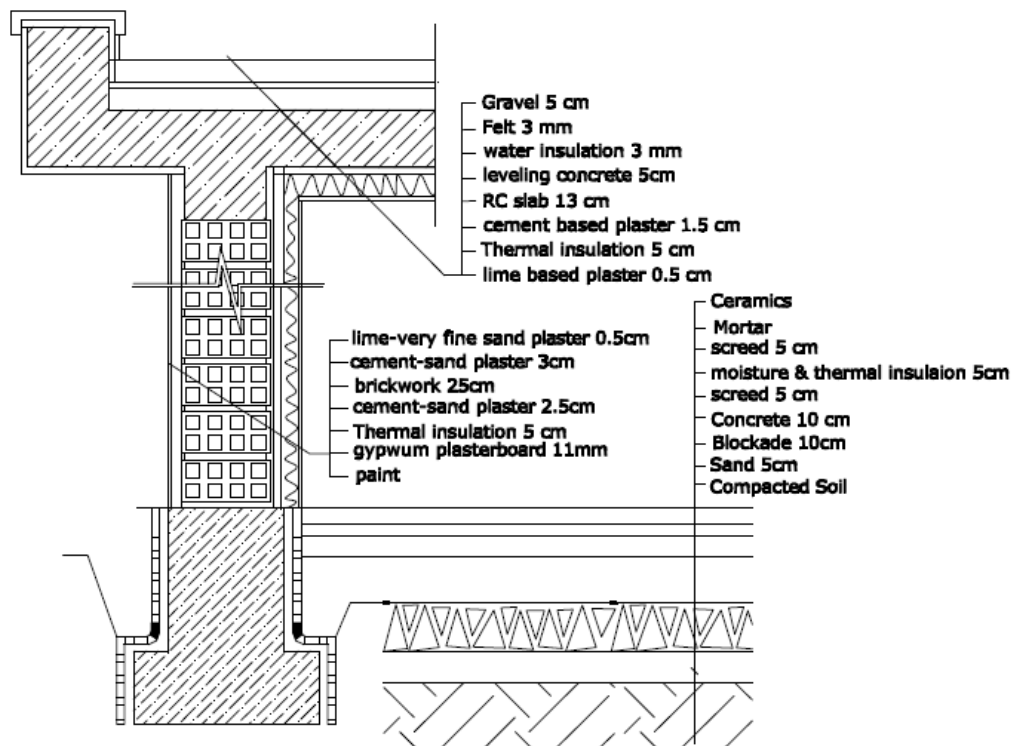 Gravel 5 cm
Felt 3 mm
water insulation 3 mm
leveling concrete 5cm
RC slab 13 cm
cement based plaster 1.5 cm
Thermal insulation 5 cm
lime based plaster 0.5 cm
Ceramics
Mortar
screed 5 cm
moisture & thermal insulaion 5cm
screed 5 cm
Concrete 10 cm
Blockade 10cm
Sand 5cm
Compacted Soil
lime-very fine sand plaster 0.5cm
cement-sand plaster 3cm
brickwork 25cm
cement-sand plaster 2.5cm
Thermal insulation 5 cm
gypwum plasterboard 11mm
paint